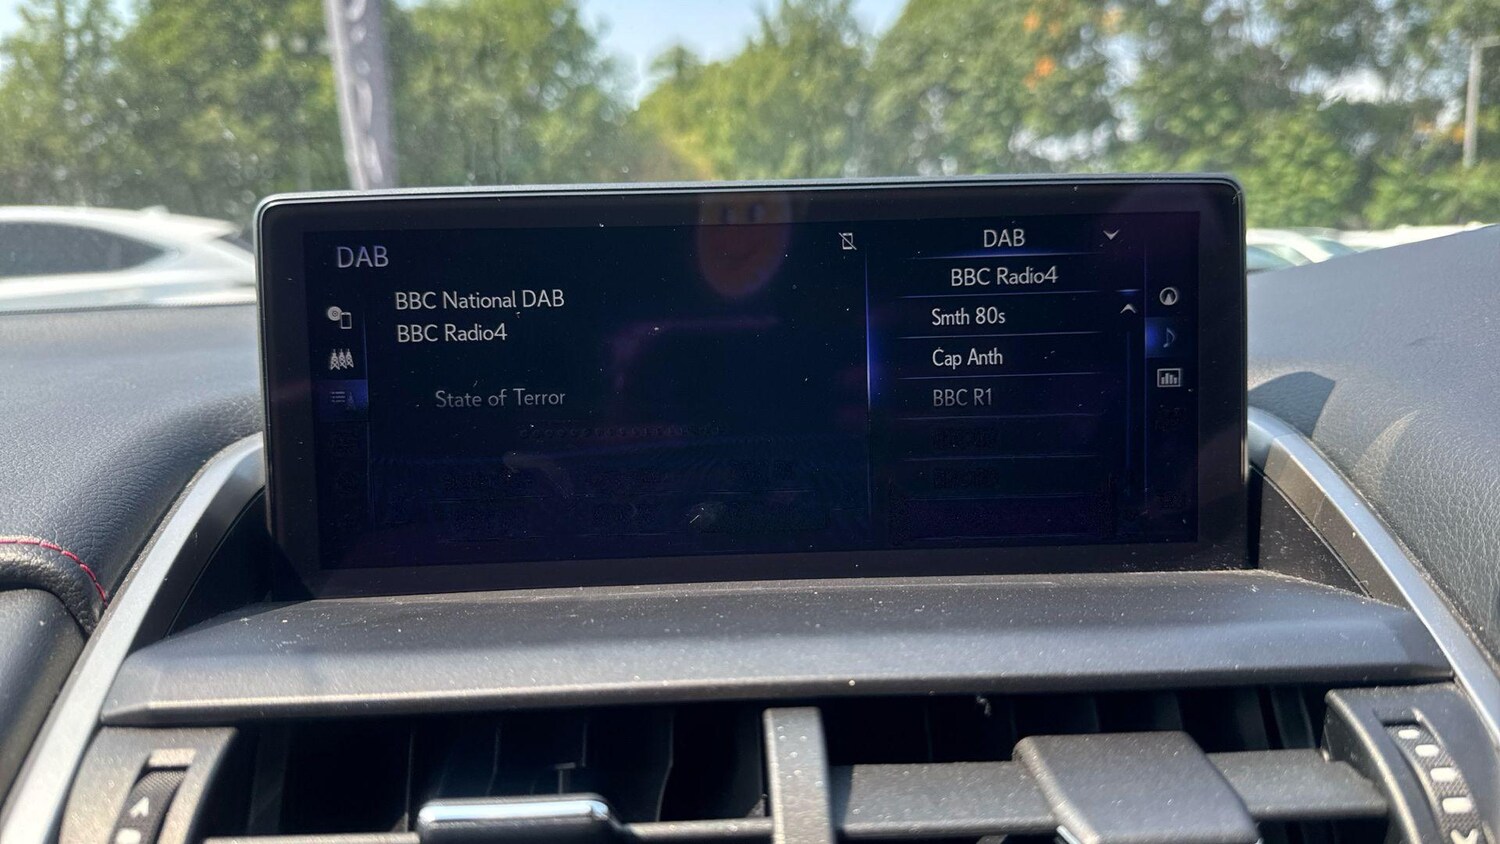 DAB
BBC National DAB
BBC Radio4
State of Terror
DAB
BBC Radio4
Smth 80s
Cap Anth
BBC R1